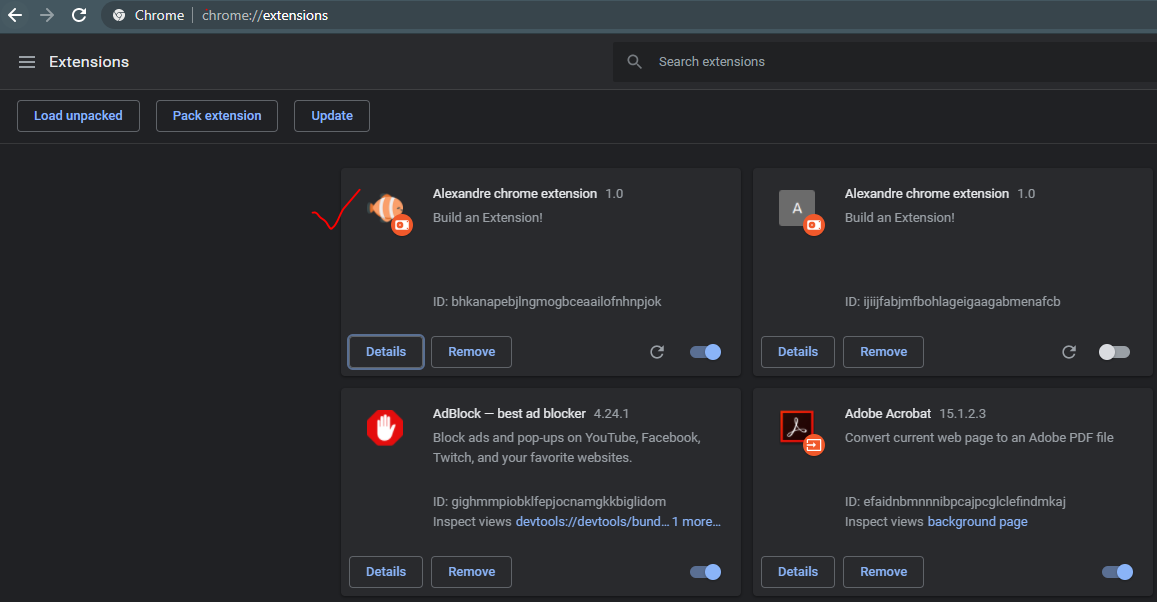 Chrome chrome://extensions
Extensions
Search extensions
Load unpacked Pack extension Update
Alexandre chrome extension 1.0
Build an Extension!
ID: bhkanapebjlngmogbceaailofnhnpjok
Details Remove
A
Alexandre chrome extension 1.0
Build an Extension!
ID: ijiijfabjmfbohlageigaagabmenafcb
Details Remove
AdBlock — best ad blocker 4.24.1
Block ads and pop-ups on YouTube, Facebook,
Twitch, and your favorite websites.
ID: gighmmpiobklfepjocnamgkkbiglidom
Inspect views devtools://devtools/bund... 1 more...
Details Remove
Adobe Acrobat 15.1.2.3
Convert current web page to an Adobe PDF file
ID: efaidnbmnnnibpcajpcglclefindmkaj
Inspect views background page
Details Remove